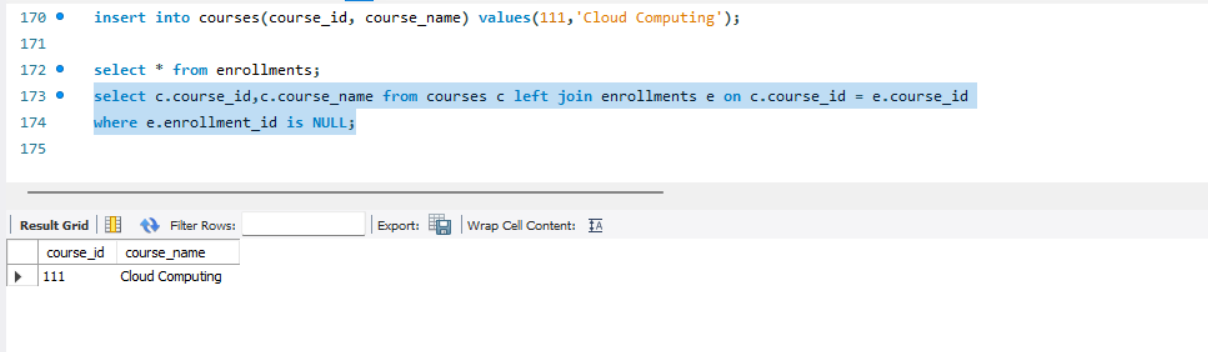 170 insert into courses(course_id, course_name) values(111,'Cloud Computing');
171
172 select * from enrollments;
173 select c.course_id,c.course_name from courses c left join enrollments e on c.course_id = e.course_id
174 where e.enrollment_id is NULL;
175
Result Grid Filter Rows: Export: Wrap Cell Content: IA
course_id course_name
111 Cloud Computing